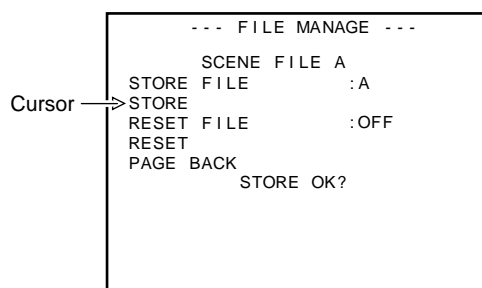 --- FILE MANAGE ---
SCENE FILE A
STORE FILE :A
Cursor STORE
RESET FILE :OFF
RESET
PAGE BACK
STORE OK?